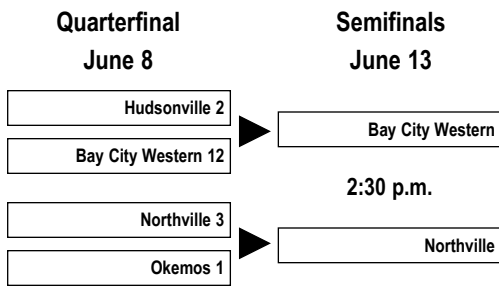 Quarterfinal
June 8
Semifinals
June 13
Hudsonville 2
Bay City Western 12
Bay City Western
2:30 p.m.
Northville 3
Okemos 1
Northville